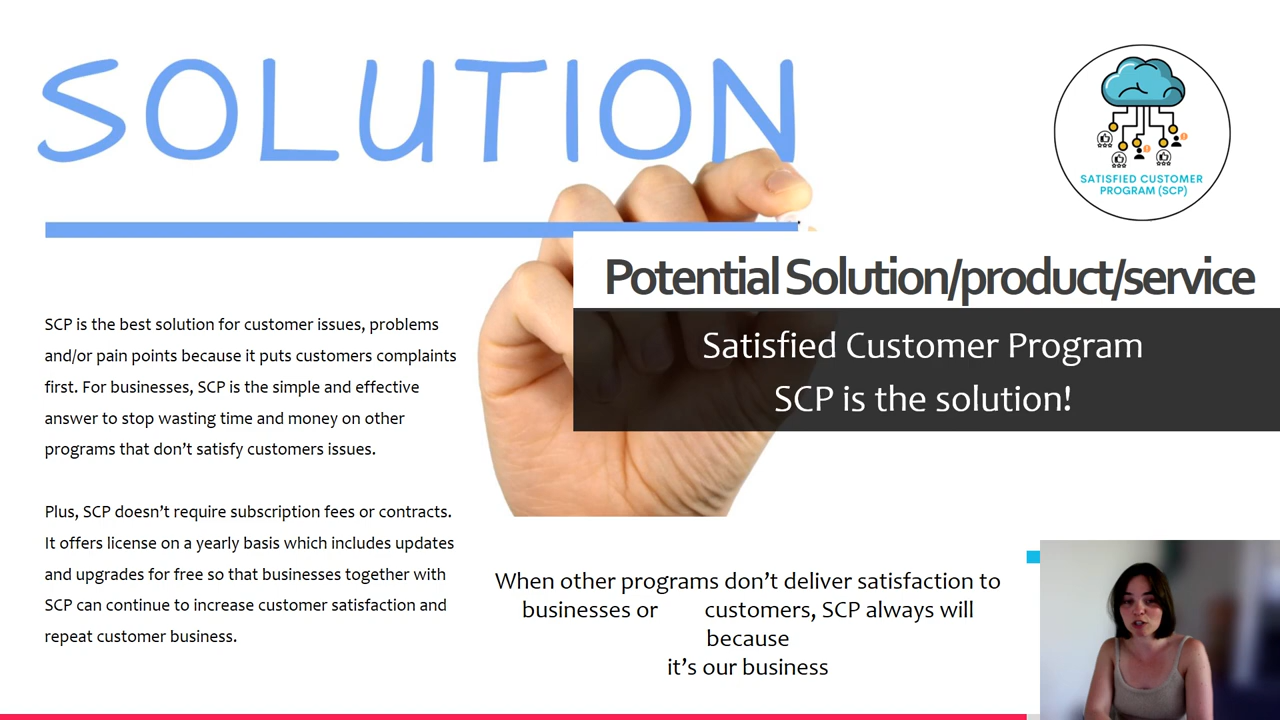 SOLUTION
SATISFIED CUSTOMER
PROGRAM (SCP)
Potential Solution/product/service
Satisfied Customer Program
SCP is the solution!
SCP is the best solution for customer issues, problems
and/or pain points because it puts customers complaints
first. For businesses, SCP is the simple and effective
answer to stop wasting time and money on other
programs that don’t satisfy customers issues.
Plus, SCP doesn’t require subscription fees or contracts.
It offers license on a yearly basis which includes updates
and upgrades for free so that businesses together with
SCP can continue to increase customer satisfaction and
repeat customer business.
When other programs don’t deliver satisfaction to
businesses or customers, SCP always will
because
it’s our business